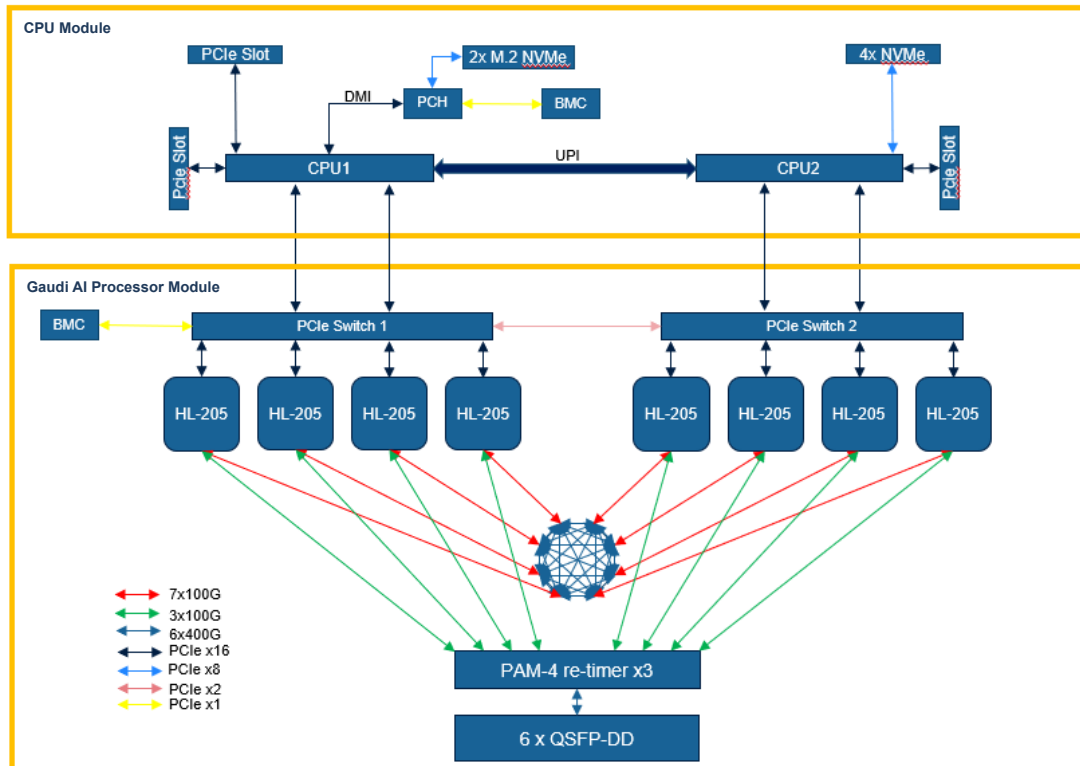 CPU Module
PCIe Slot
2x M.2 NVMe
4x NVMe
DMI
PCH
BMC
PcIe Slot
CPU1
UPI
CPU2
PcIe Slot
Gaudi AI Processor Module
BMC
PCIe Switch 1
PCIe Switch 2
HL-205
HL-205
HL-205
HL-205
HL-205
HL-205
HL-205
HL-205
7x100G
3x100G
6x400G
PCIe x16
PCIe x8
PCIe x2
PCIe x1
PAM-4 re-timer x3
6 x QSFP-DD